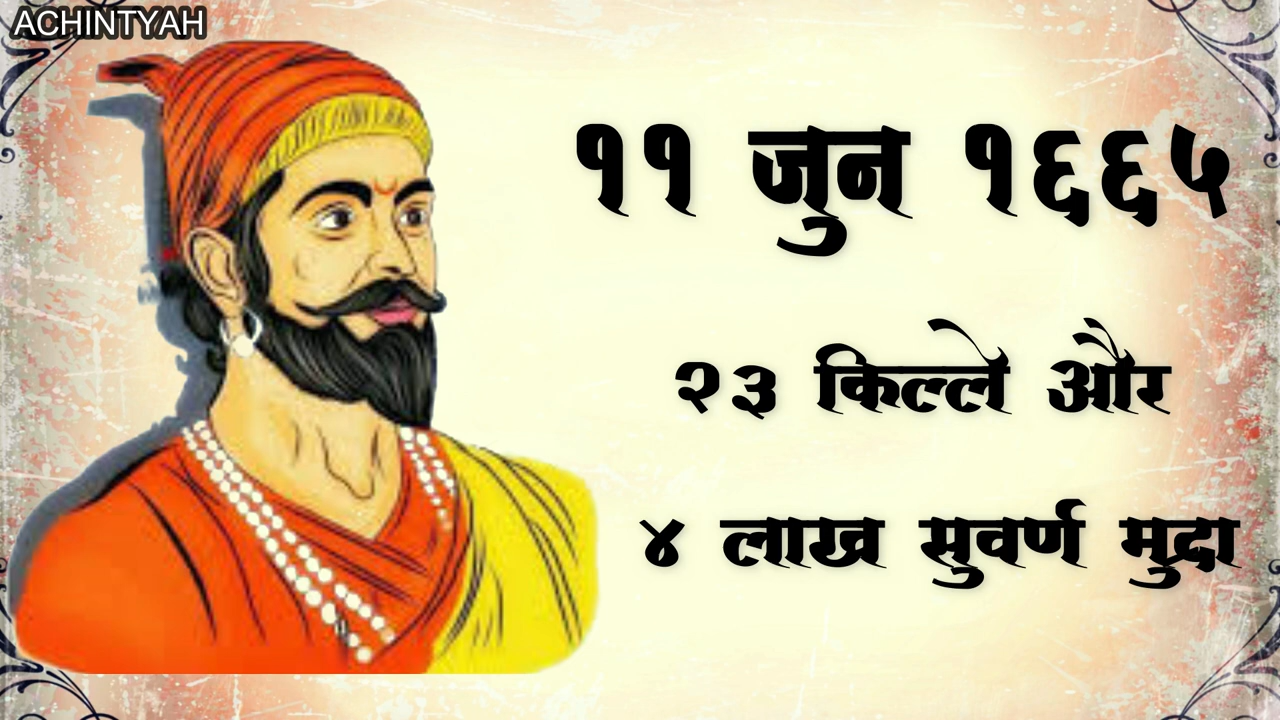 ACHINTYAH
११ जुन १६६५
२३ किल्ले और
४ लाख सुवर्ण मुद्रा